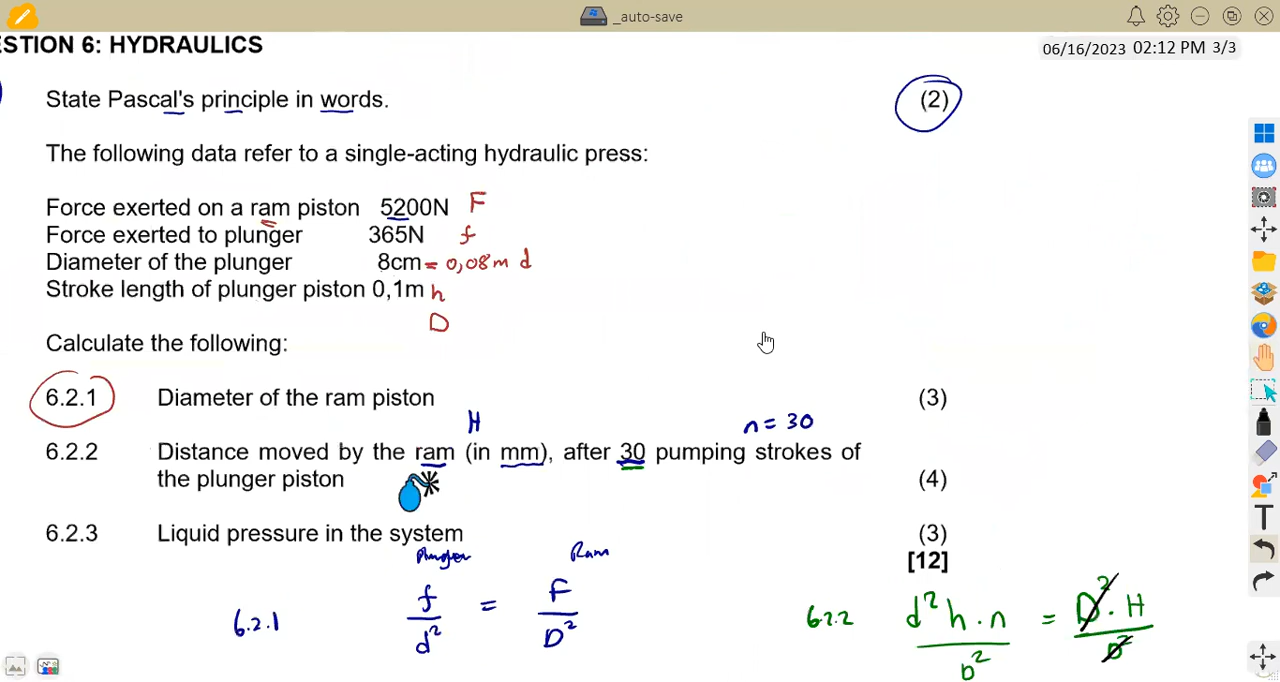 _auto-save
ESTION 6: HYDRAULICS
06/16/2023 02:12 PM 3/3
State Pascal's principle in words. (2)
The following data refer to a single-acting hydraulic press:
Force exerted on a ram piston 5200N F
Force exerted to plunger 365N f
Diameter of the plunger 8cm = 0,08m d
Stroke length of plunger piston 0,1m h
D
Calculate the following:
6.2.1 Diameter of the ram piston (3)
H n = 30
6.2.2 Distance moved by the ram (in mm), after 30 pumping strokes of
the plunger piston (4)
6.2.3 Liquid pressure in the system (3)
Plunger Ram [12]
6.2.1 f/d² = F/D²
6.2.2 d² h · n / D² = D² · H / D²
T